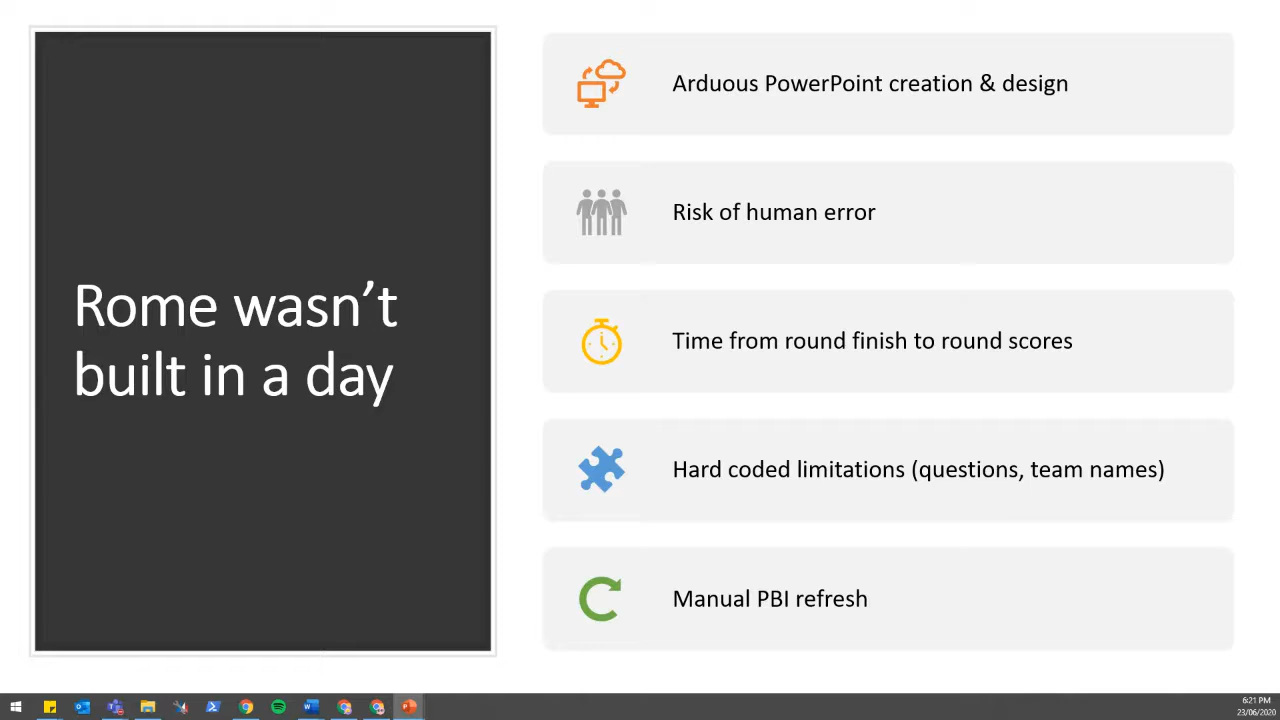 Rome wasn’t
built in a day
Arduous PowerPoint creation & design
Risk of human error
Time from round finish to round scores
Hard coded limitations (questions, team names)
Manual PBI refresh
6:21 PM
23/06/2020